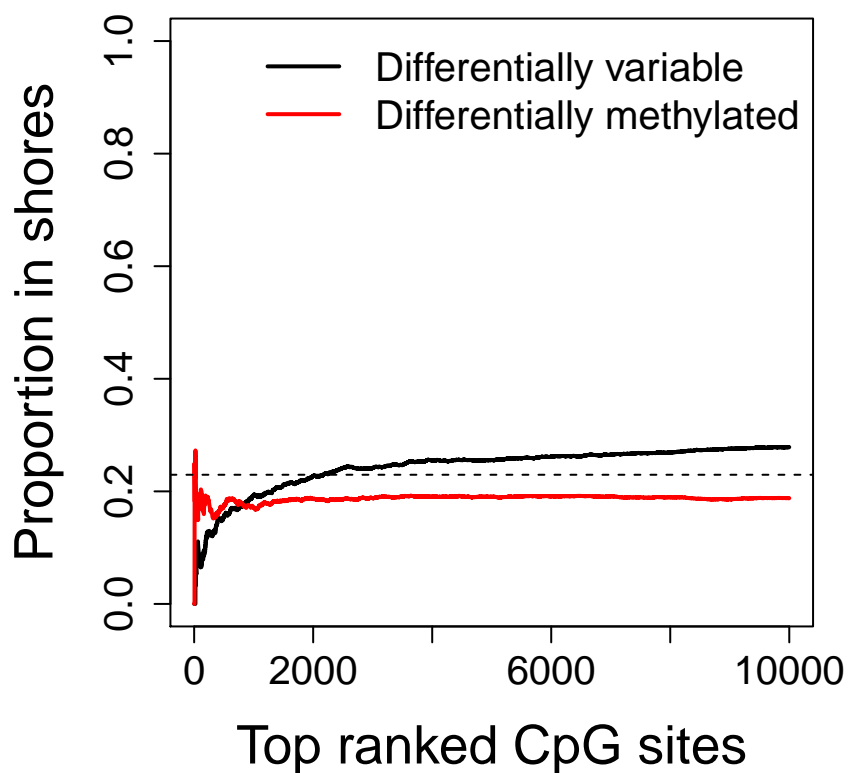 Differentially variable
Differentially methylated
Proportion in shores
1.0
0.8
0.6
0.4
0.2
0.0
0 2000 6000 10000
Top ranked CpG sites